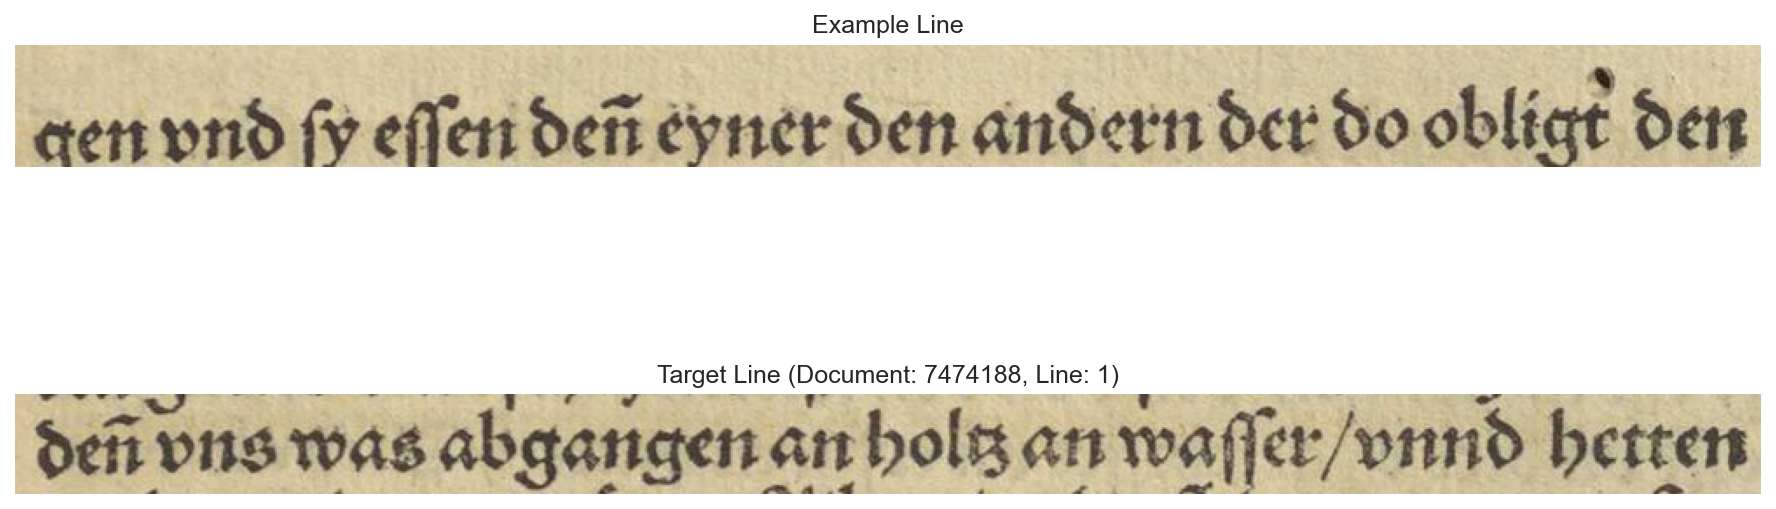 Example Line
gen vnd ſy eſſen deñ eyner den andern der do obligt den
Target Line (Document: 7474188, Line: 1)
deñ vns was abgangen an holtz an waſſer/vnnd hetten